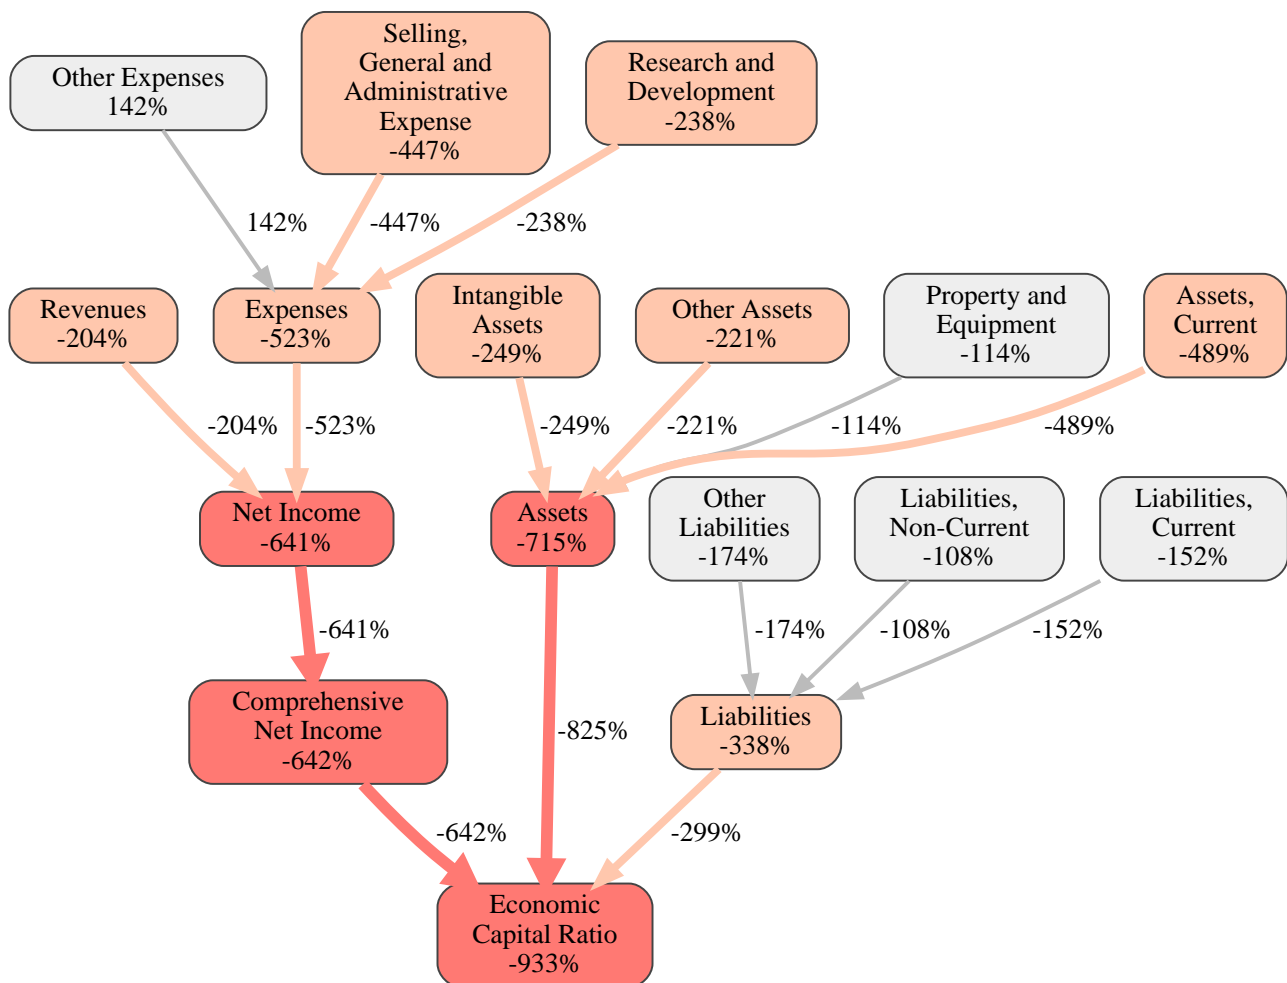 Selling,
General and
Administrative
Expense
-447%
Other Expenses
142%
Research and
Development
-238%
142%
-447%
-238%
Revenues
-204%
Expenses
-523%
Intangible
Assets
-249%
Other Assets
-221%
Property and
Equipment
-114%
Assets,
Current
-489%
-204%
-523%
-249%
-221%
-114%
-489%
Net Income
-641%
Assets
-715%
Other
Liabilities
-174%
Liabilities,
Non-Current
-108%
Liabilities,
Current
-152%
-641%
-174%
-108%
-152%
Comprehensive
Net Income
-642%
-825%
Liabilities
-338%
-642%
-299%
Economic
Capital Ratio
-933%